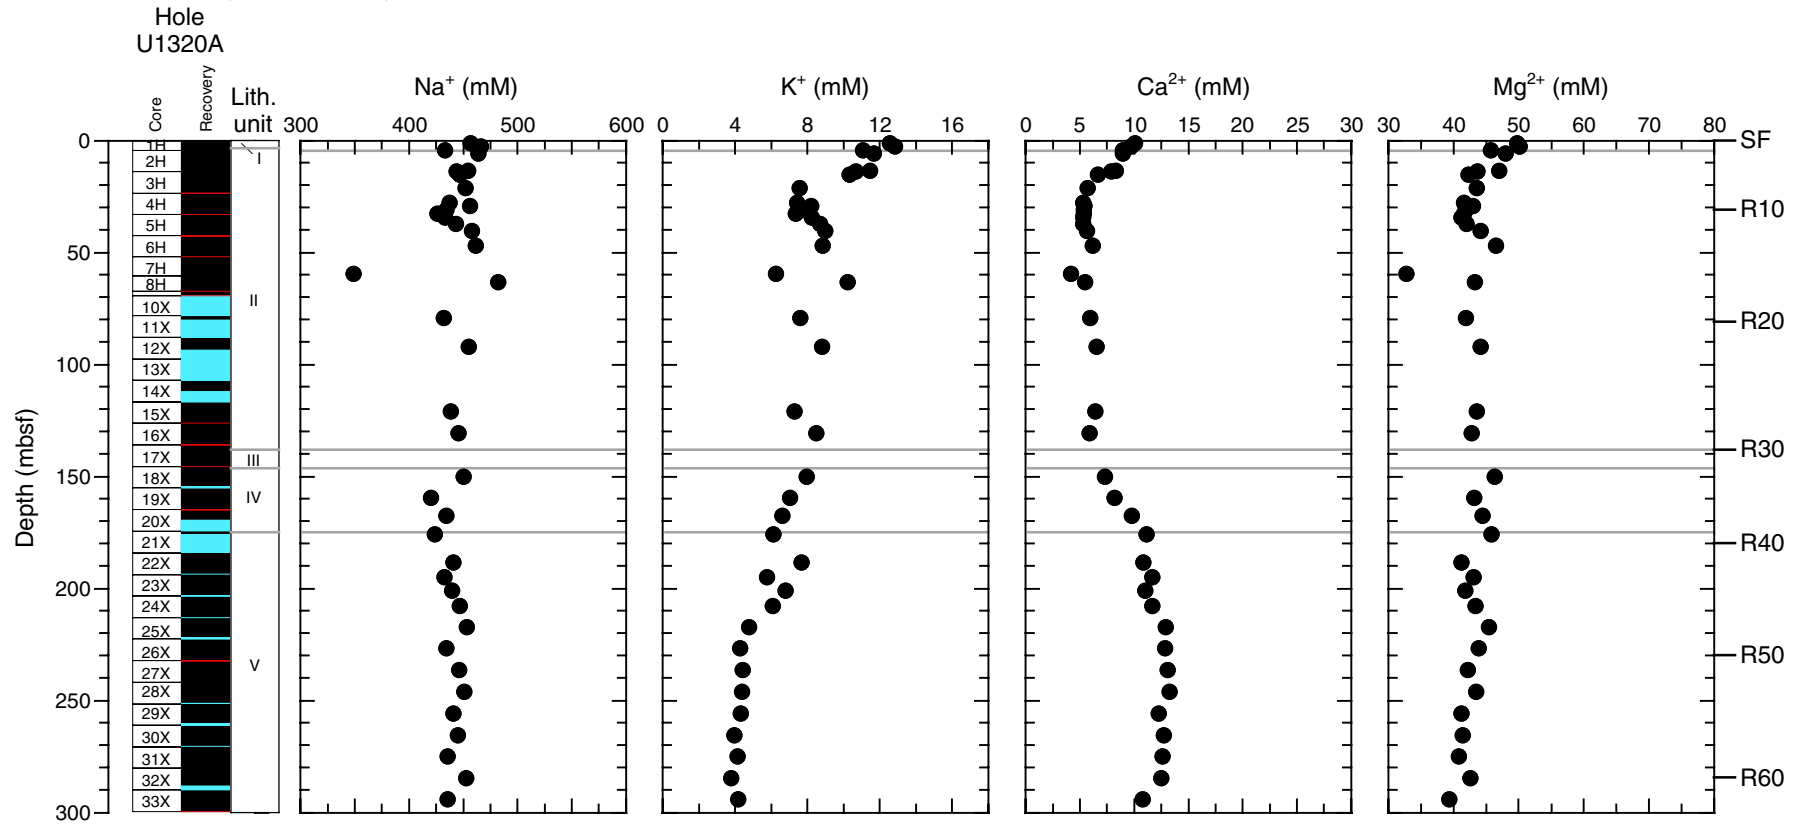 Hole
U1320A
Core
Recovery
Lith.
unit
Na⁺ (mM)
K⁺ (mM)
Ca²⁺ (mM)
Mg²⁺ (mM)
300 400 500 600
0 4 8 12 16
0 5 10 15 20 25 30
30 40 50 60 70 80
Depth (mbsf)
0
50
100
150
200
250
300
1H
2H
3H
4H
5H
6H
7H
8H
10X
11X
12X
13X
14X
15X
16X
17X
18X
19X
20X
21X
22X
23X
24X
25X
26X
27X
28X
29X
30X
31X
32X
33X
I
II
III
IV
V
SF
R10
R20
R30
R40
R50
R60